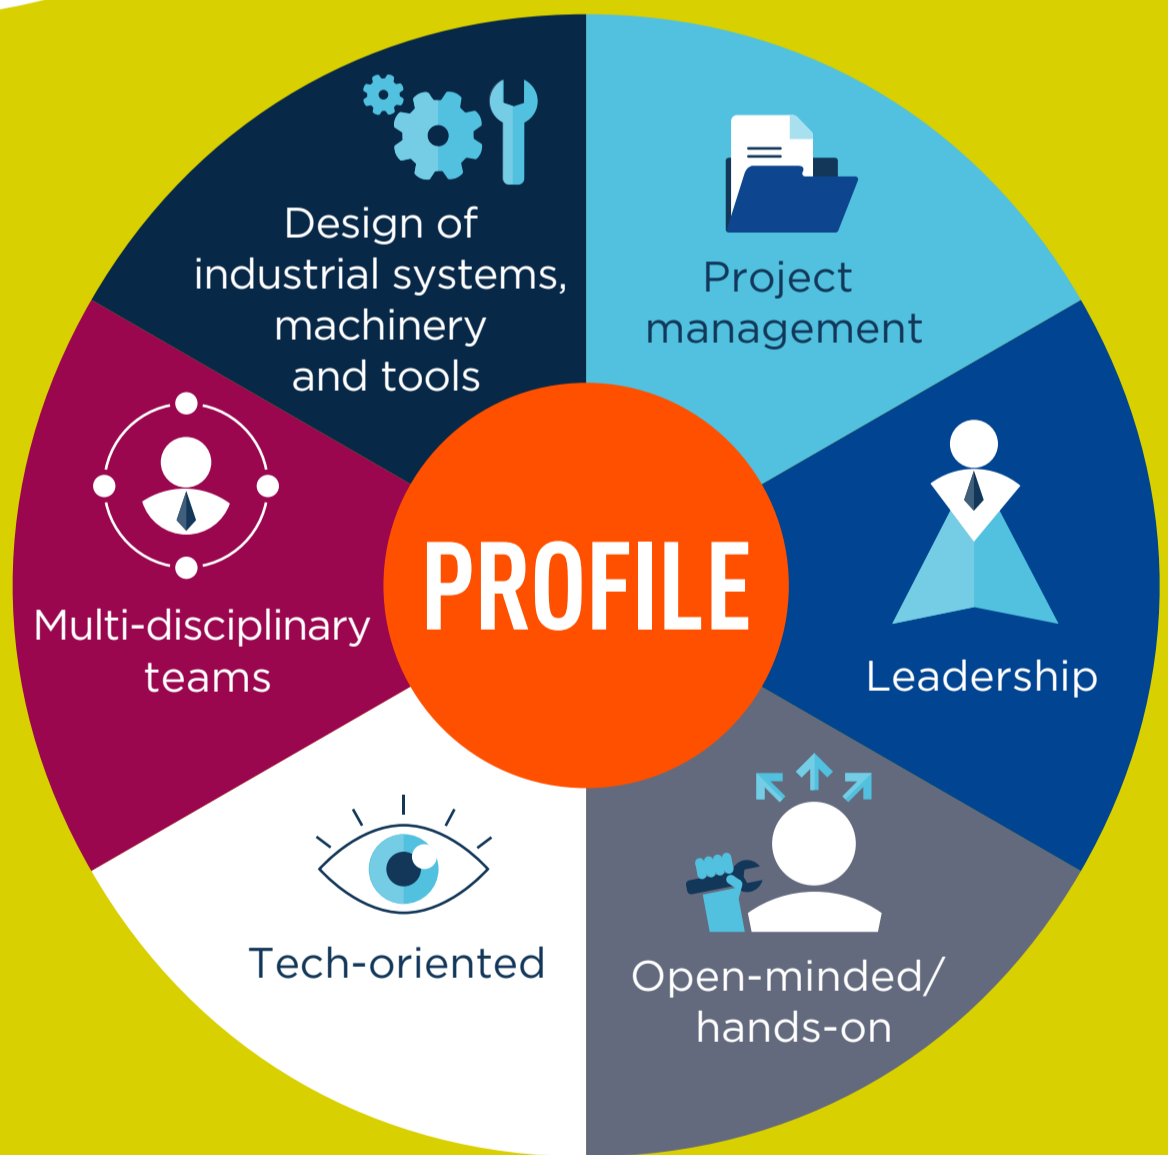 Design of
industrial systems,
machinery
and tools
Project
management
Multi-disciplinary
teams
PROFILE
Leadership
Tech-oriented
Open-minded/
hands-on